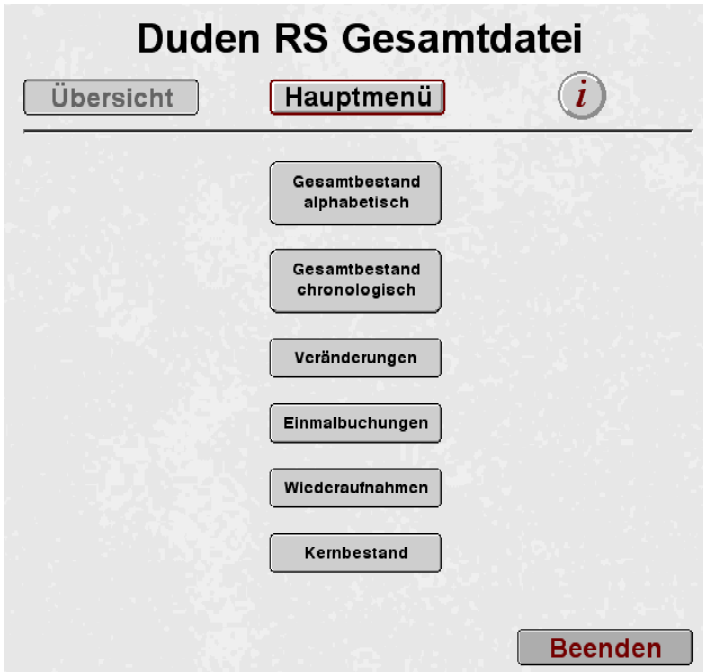 Duden RS Gesamtdatei
Übersicht
Hauptmenü
i
Gesamtbestand
alphabetisch
Gesamtbestand
chronologisch
Veränderungen
Einmalbuchungen
Wiederaufnahmen
Kernbestand
Beenden